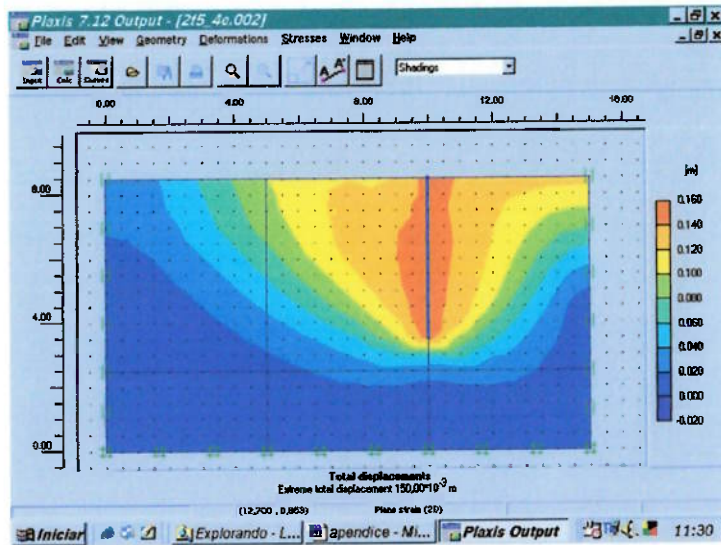 Plaxis 7.12 Output - [2f5_4e.002]
File Edit View Geometry Deformations Stresses Window Help
Input Calc Curves Shadings
0.00 4.00 8.00 12.00 16.00
[m]
8.00
4.00
0.00
0.160
0.140
0.120
0.100
0.080
0.060
0.040
0.020
0.000
-0.020
Total displacements
Extreme total displacement 150,00*10-3 m
(12,700 , 0,863) Plane strain (2D)
Iniciar Explorando - L... apendice - Mi... Plaxis Output 11:30